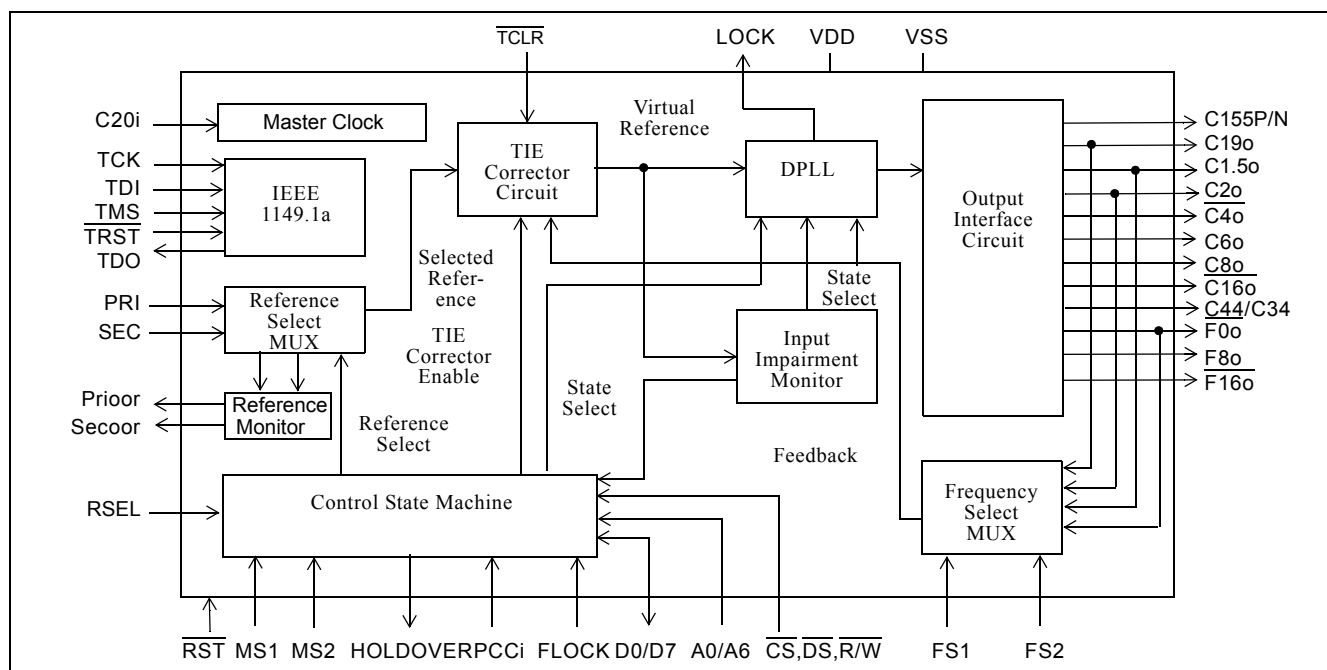 TCLR
LOCK
VDD
VSS
C20i
Master Clock
TCK
TDI
TMS
TRST
TDO
IEEE
1149.1a
TIE
Corrector
Circuit
Virtual
Reference
DPLL
Output
Interface
Circuit
C155P/N
C19o
C1.5o
C2o
C4o
C6o
C8o
C16o
C44/C34
F0o
F8o
F16o
PRI
SEC
Reference
Select
MUX
Selected
Refer-
ence
TIE
Corrector
Enable
State
Select
Input
Impairment
Monitor
Prioor
Secoor
Reference
Monitor
Reference
Select
State
Select
Feedback
RSEL
Control State Machine
Frequency
Select
MUX
RST MS1 MS2 HOLDOVER PCCi FLOCK D0/D7 A0/A6 CS,DS,R/W FS1 FS2